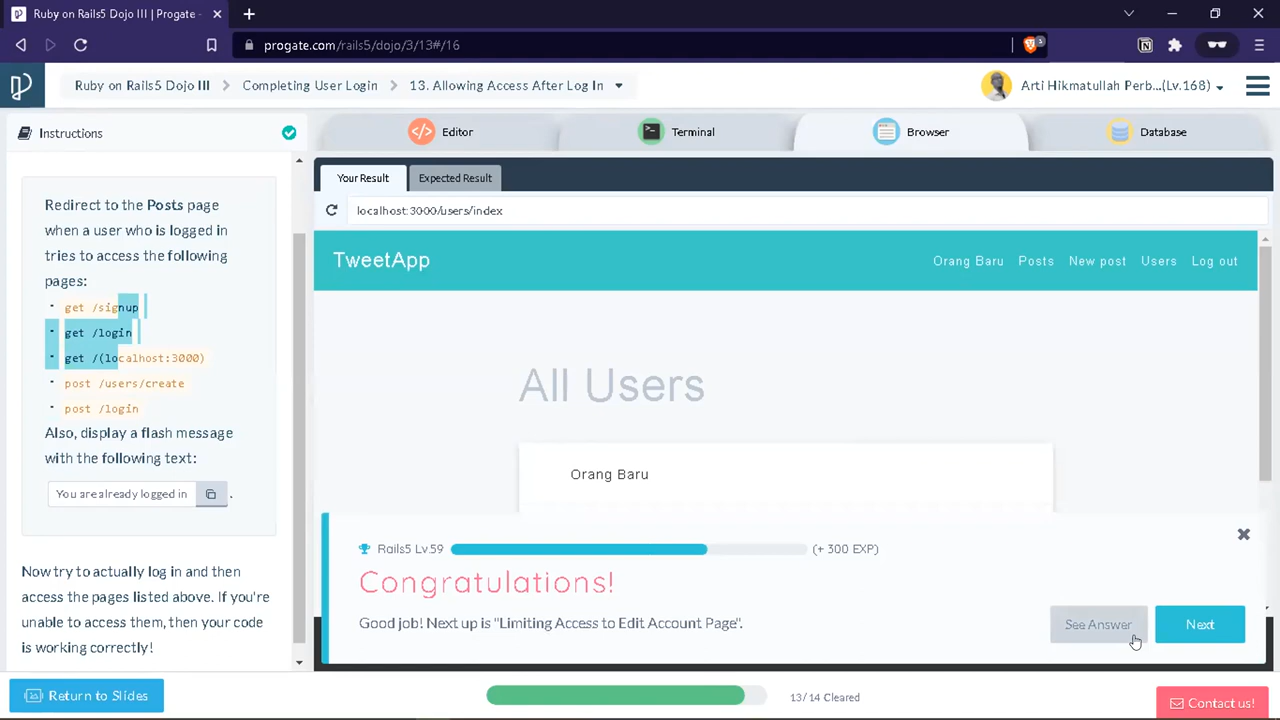 Ruby on Rails5 Dojo III | Progate -
progate.com/rails5/dojo/3/13#/16
Ruby on Rails5 Dojo III
Completing User Login
13. Allowing Access After Log In
Arti Hikmatullah Perb...(Lv.168)
Instructions
Editor
Terminal
Browser
Database
Redirect to the Posts page
when a user who is logged in
tries to access the following
pages:
get /signup
get /login
get /(localhost:3000)
post /users/create
post /login
Also, display a flash message
with the following text:
You are already logged in
.
Now try to actually log in and then
access the pages listed above. If you're
unable to access them, then your code
is working correctly!
Your Result
Expected Result
localhost:3000/users/index
TweetApp
Orang Baru
Posts
New post
Users
Log out
All Users
Orang Baru
Rails5 Lv.59
(+ 300 EXP)
Congratulations!
Good job! Next up is "Limiting Access to Edit Account Page".
See Answer
Next
Return to Slides
13/14 Cleared
Contact us!